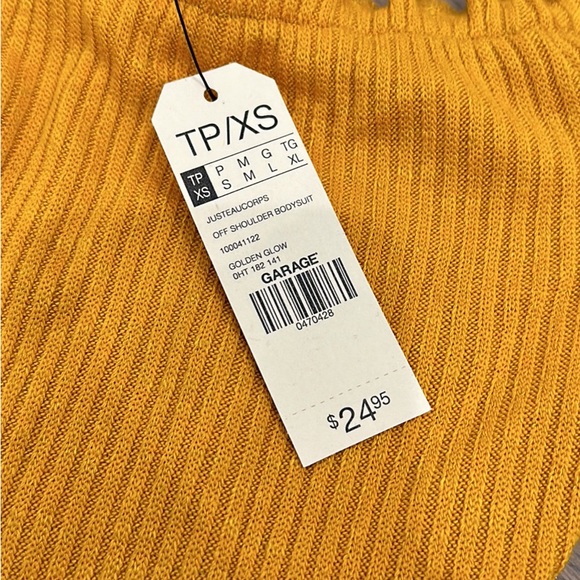 TP/XS
TP P M G TG
XS S M L XL
JUSTEAUCORPS
OFF SHOULDER BODYSUIT
100041122
GOLDEN GLOW
0HT 182 141
GARAGE
0470428
$24.95